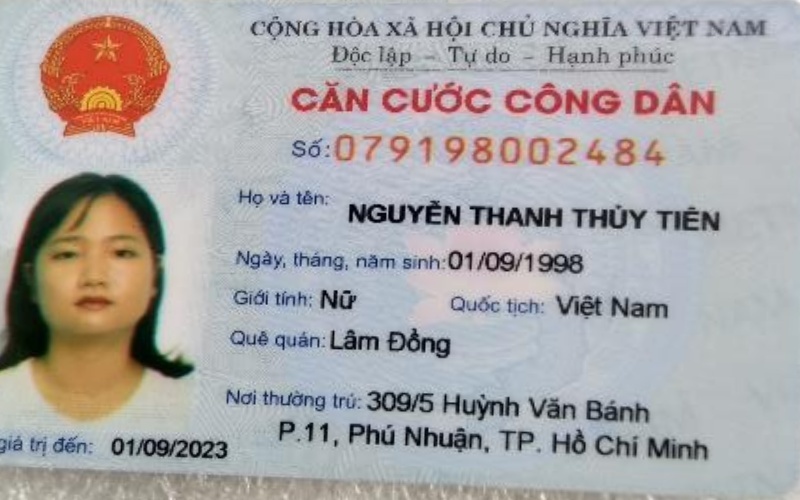 CỘNG HÒA XÃ HỘI CHỦ NGHĨA VIỆT NAM
Độc lập – Tự do – Hạnh phúc
CĂN CƯỚC CÔNG DÂN
Số: 079198002484
Họ và tên: NGUYỄN THANH THỦY TIÊN
Ngày, tháng, năm sinh: 01/09/1998
Giới tính: Nữ Quốc tịch: Việt Nam
Quê quán: Lâm Đồng
Nơi thường trú: 309/5 Huỳnh Văn Bánh
P.11, Phú Nhuận, TP. Hồ Chí Minh
giá trị đến: 01/09/2023